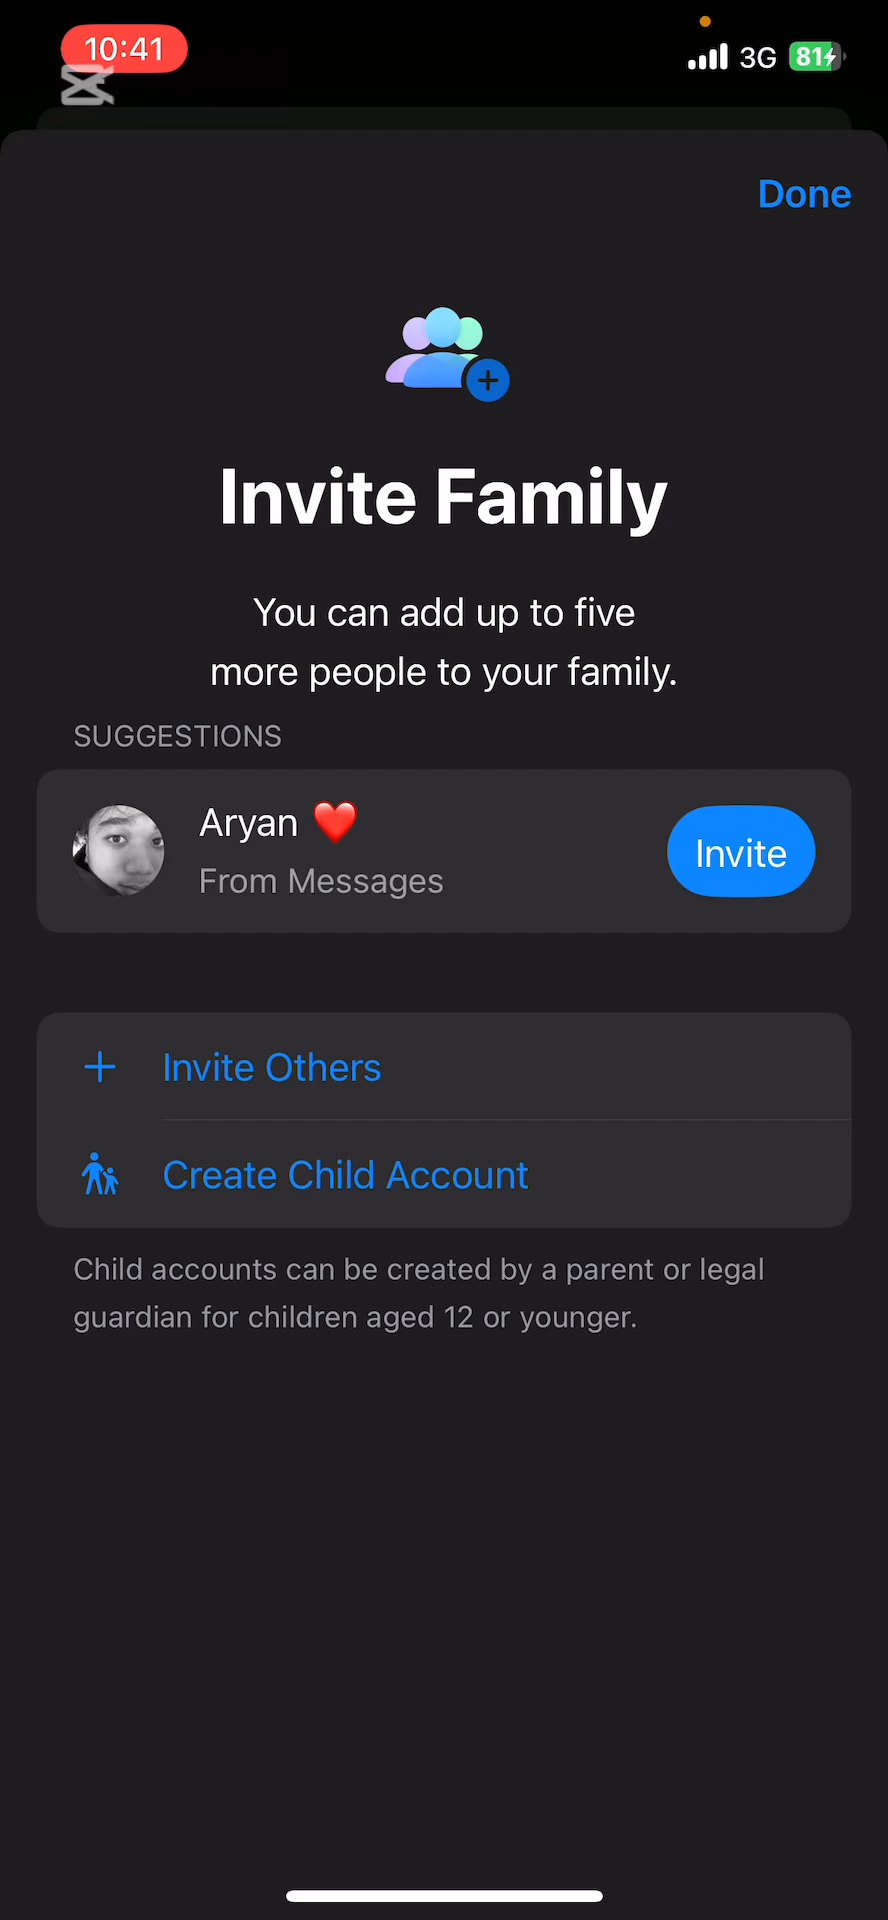 10:41
3G
81
Done
Invite Family
You can add up to five
more people to your family.
SUGGESTIONS
Aryan ❤️
From Messages
Invite
Invite Others
Create Child Account
Child accounts can be created by a parent or legal
guardian for children aged 12 or younger.